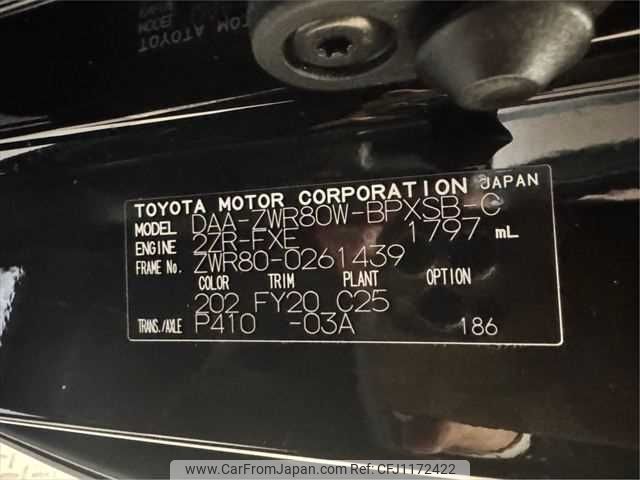 TOYOTA MOTOR CORPORATION JAPAN
MODEL DAA-ZWR80W-BPXSB-C
ENGINE 2ZR-FXE 1797 mL
FRAME No. ZWR80-0261439
COLOR TRIM PLANT OPTION
202 FY20 C25
TRANS./AXLE P410 -03A 186
© www.CarFromJapan.com - Ref No: CFJ1172422